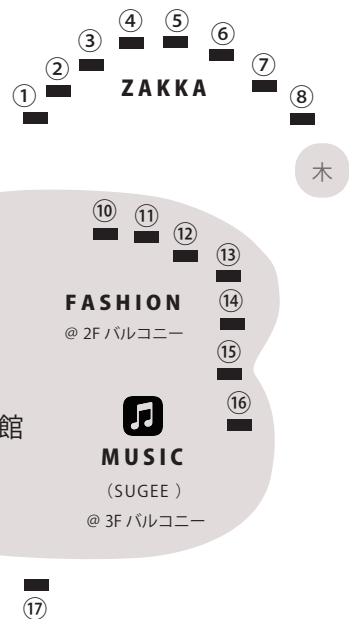 ④ ⑤
③ ⑥
② ⑦
① ⑧
ZAKKA
木
⑩ ⑪
⑫
⑬
FASHION
⑭
@ 2F バルコニー
⑮
⑯
館
MUSIC
(SUGEE )
@ 3F バルコニー
⑰